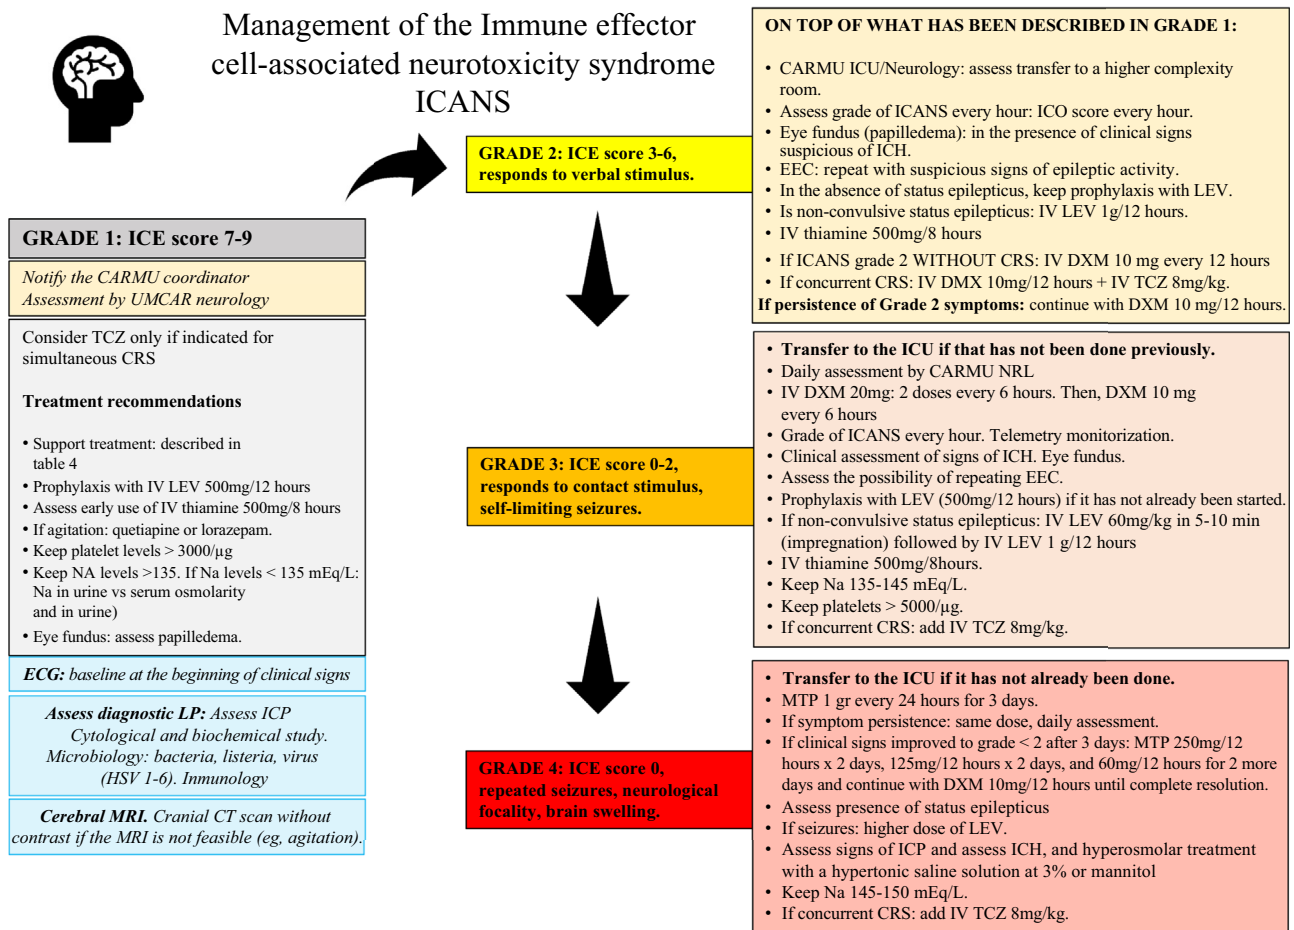 Management of the Immune effector
cell-associated neurotoxicity syndrome
ICANS
GRADE 1: ICE score 7-9
Notify the CARMU coordinator
Assessment by UMCAR neurology
Consider TCZ only if indicated for
simultaneous CRS
Treatment recommendations
• Support treatment: described in
table 4
• Prophylaxis with IV LEV 500mg/12 hours
• Assess early use of IV thiamine 500mg/8 hours
• If agitation: quetiapine or lorazepam.
• Keep platelet levels > 3000/µg
• Keep NA levels >135. If Na levels < 135 mEq/L:
Na in urine vs serum osmolarity
and in urine)
• Eye fundus: assess papilledema.
ECG: baseline at the beginning of clinical signs
Assess diagnostic LP: Assess ICP
Cytological and biochemical study.
Microbiology: bacteria, listeria, virus
(HSV 1-6). Inmunology
Cerebral MRI. Cranial CT scan without
contrast if the MRI is not feasible (eg, agitation).
GRADE 2: ICE score 3-6,
responds to verbal stimulus.
ON TOP OF WHAT HAS BEEN DESCRIBED IN GRADE 1:
• CARMU ICU/Neurology: assess transfer to a higher complexity
room.
• Assess grade of ICANS every hour: ICO score every hour.
• Eye fundus (papilledema): in the presence of clinical signs
suspicious of ICH.
• EEC: repeat with suspicious signs of epileptic activity.
• In the absence of status epilepticus, keep prophylaxis with LEV.
• Is non-convulsive status epilepticus: IV LEV 1g/12 hours.
• IV thiamine 500mg/8 hours
• If ICANS grade 2 WITHOUT CRS: IV DXM 10 mg every 12 hours
• If concurrent CRS: IV DMX 10mg/12 hours + IV TCZ 8mg/kg.
If persistence of Grade 2 symptoms: continue with DXM 10 mg/12 hours.
GRADE 3: ICE score 0-2,
responds to contact stimulus,
self-limiting seizures.
• Transfer to the ICU if that has not been done previously.
• Daily assessment by CARMU NRL
• IV DXM 20mg: 2 doses every 6 hours. Then, DXM 10 mg
every 6 hours
• Grade of ICANS every hour. Telemetry monitorization.
• Clinical assessment of signs of ICH. Eye fundus.
• Assess the possibility of repeating EEC.
• Prophylaxis with LEV (500mg/12 hours) if it has not already been started.
• If non-convulsive status epilepticus: IV LEV 60mg/kg in 5-10 min
(impregnation) followed by IV LEV 1 g/12 hours
• IV thiamine 500mg/8hours.
• Keep Na 135-145 mEq/L.
• Keep platelets > 5000/µg.
• If concurrent CRS: add IV TCZ 8mg/kg.
GRADE 4: ICE score 0,
repeated seizures, neurological
focality, brain swelling.
• Transfer to the ICU if it has not already been done.
• MTP 1 gr every 24 hours for 3 days.
• If symptom persistence: same dose, daily assessment.
• If clinical signs improved to grade < 2 after 3 days: MTP 250mg/12
hours x 2 days, 125mg/12 hours x 2 days, and 60mg/12 hours for 2 more
days and continue with DXM 10mg/12 hours until complete resolution.
• Assess presence of status epilepticus
• If seizures: higher dose of LEV.
• Assess signs of ICP and assess ICH, and hyperosmolar treatment
with a hypertonic saline solution at 3% or mannitol
• Keep Na 145-150 mEq/L.
• If concurrent CRS: add IV TCZ 8mg/kg.